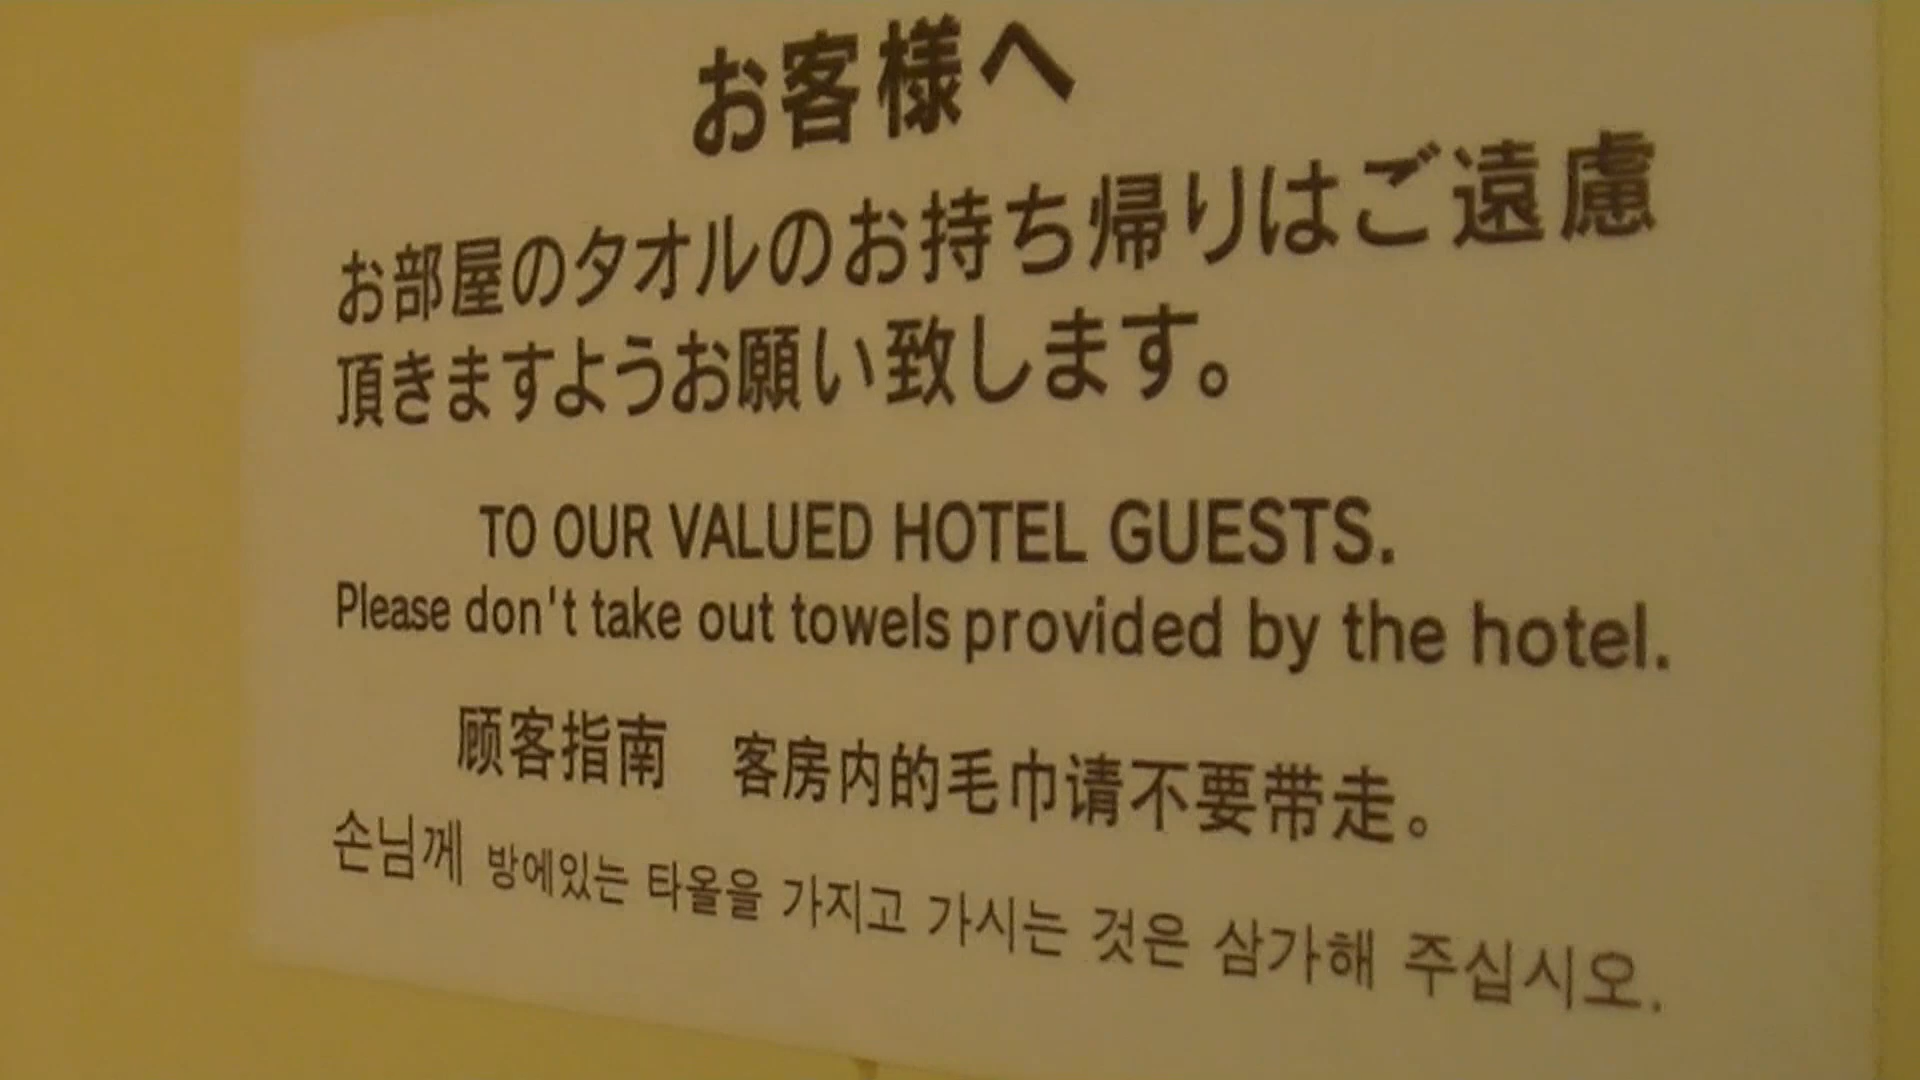 お客様へ
お部屋のタオルのお持ち帰りはご遠慮
頂きますようお願い致します。
TO OUR VALUED HOTEL GUESTS.
Please don't take out towels provided by the hotel.
顾客指南　客房内的毛巾请不要带走。
손님께 방에있는 타올을 가지고 가시는 것은 삼가해 주십시오.